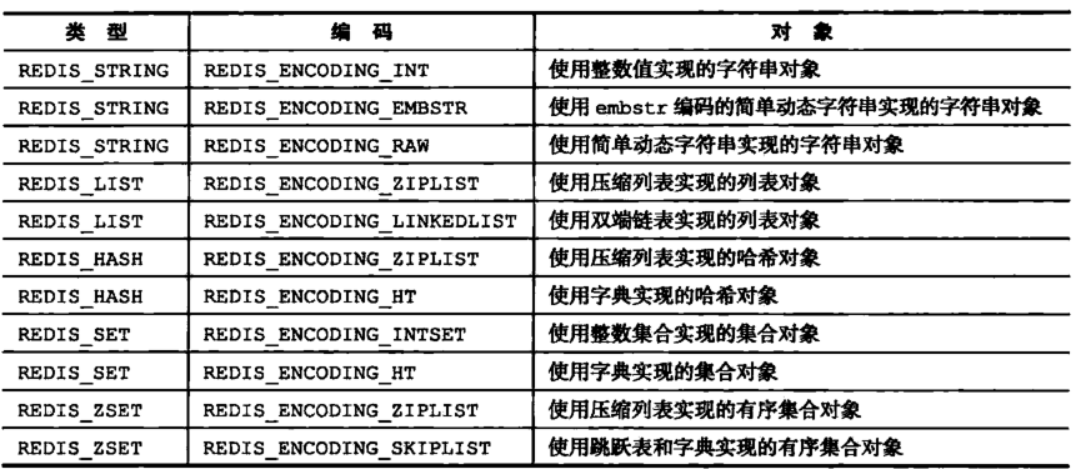 类 型 编 码 对 象
REDIS_STRING REDIS_ENCODING_INT 使用整数值实现的字符串对象
REDIS_STRING REDIS_ENCODING_EMBSTR 使用 embstr 编码的简单动态字符串实现的字符串对象
REDIS_STRING REDIS_ENCODING_RAW 使用简单动态字符串实现的字符串对象
REDIS_LIST REDIS_ENCODING_ZIPLIST 使用压缩列表实现的列表对象
REDIS_LIST REDIS_ENCODING_LINKEDLIST 使用双端链表实现的列表对象
REDIS_HASH REDIS_ENCODING_ZIPLIST 使用压缩列表实现的哈希对象
REDIS_HASH REDIS_ENCODING_HT 使用字典实现的哈希对象
REDIS_SET REDIS_ENCODING_INTSET 使用整数集合实现的集合对象
REDIS_SET REDIS_ENCODING_HT 使用字典实现的集合对象
REDIS_ZSET REDIS_ENCODING_ZIPLIST 使用压缩列表实现的有序集合对象
REDIS_ZSET REDIS_ENCODING_SKIPLIST 使用跳跃表和字典实现的有序集合对象